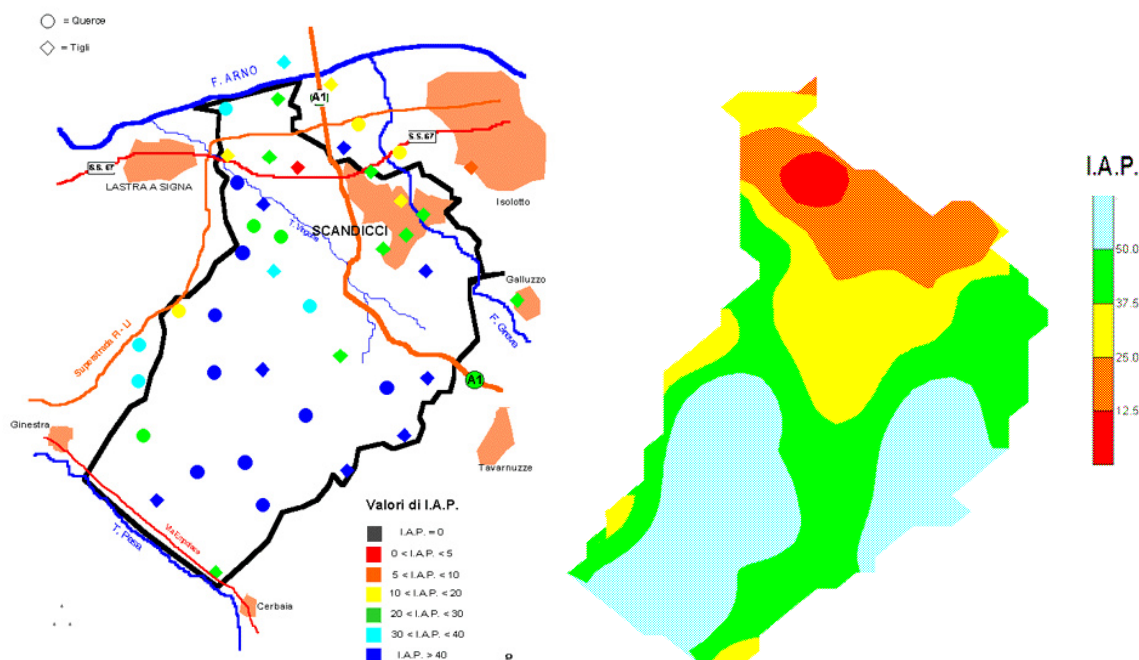 = Querce
= Tigli
F. ARNO
A1
S.S. 67
S.S. 67
LASTRA A SIGNA
Isolotto
SCANDICCI
T. Vingone
Galluzzo
F. Greve
Superstrada FI - LI
A1
Ginestra
Tavarnuzze
Via Empolese
T. Pesa
Cerbaia
Valori di I.A.P.
I.A.P. = 0
0 < I.A.P. < 5
5 < I.A.P. < 10
10 < I.A.P. < 20
20 < I.A.P. < 30
30 < I.A.P. < 40
I.A.P. > 40
I.A.P.
50.0
37.5
25.0
12.5